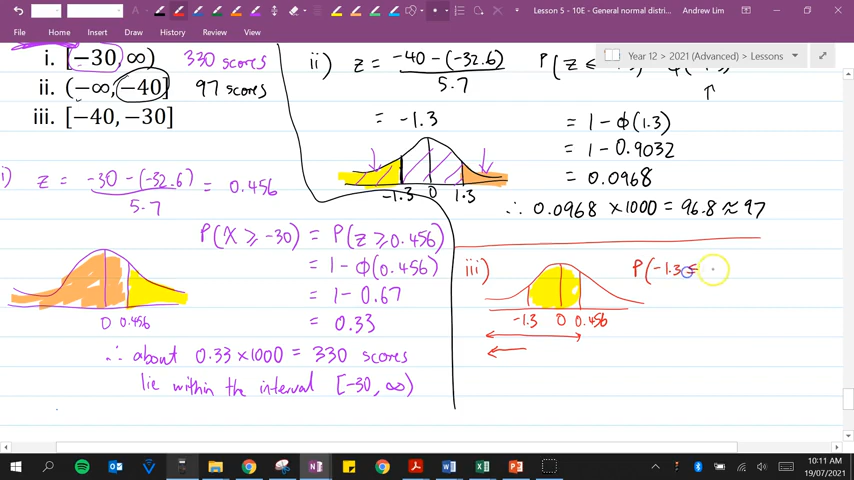 Lesson 5 - 10E - General normal distri...
Andrew Lim
File Home Insert Draw History Review View Help
Year 12 > 2021 (Advanced) > Lessons
i. [−30, ∞) 330 scores
ii. (−∞, −40] 97 scores
iii. [−40, −30]
i) z = −30 − (−32.6) / 5.7 = 0.456
P(X ≥ −30) = P(z ≥ 0.456)
= 1 − ϕ(0.456)
= 1 − 0.67
= 0.33
0 0.456
∴ about 0.33 × 1000 = 330 scores
lie within the interval [−30, ∞)
ii) z = −40 − (−32.6) / 5.7
P(z ≤
= −1.3
= 1 − ϕ(1.3)
= 1 − 0.9032
= 0.0968
−1.3 0 1.3
∴ 0.0968 × 1000 = 96.8 ≈ 97
iii) P(−1.3 ≤
−1.3 0 0.456
10:11 AM
19/07/2021